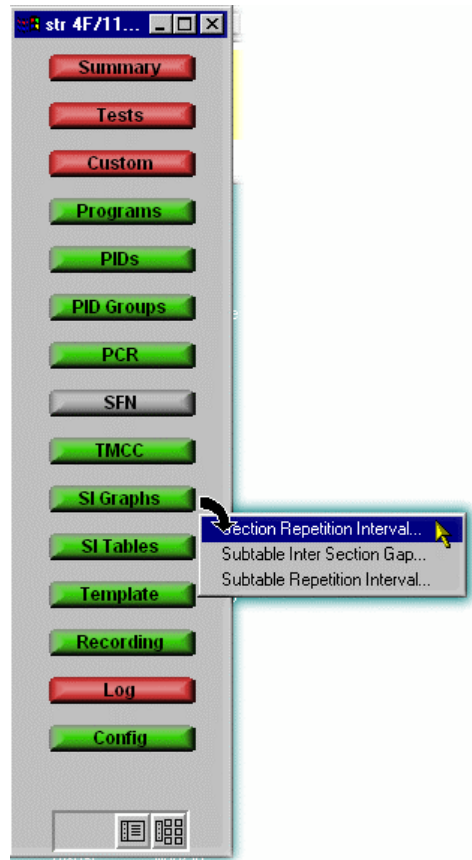 str 4F/11...
Summary
Tests
Custom
Programs
PIDs
PID Groups
PCR
SFN
TMCC
SI Graphs
Section Repetition Interval...
Subtable Inter Section Gap...
Subtable Repetition Interval...
SI Tables
Template
Recording
Log
Config